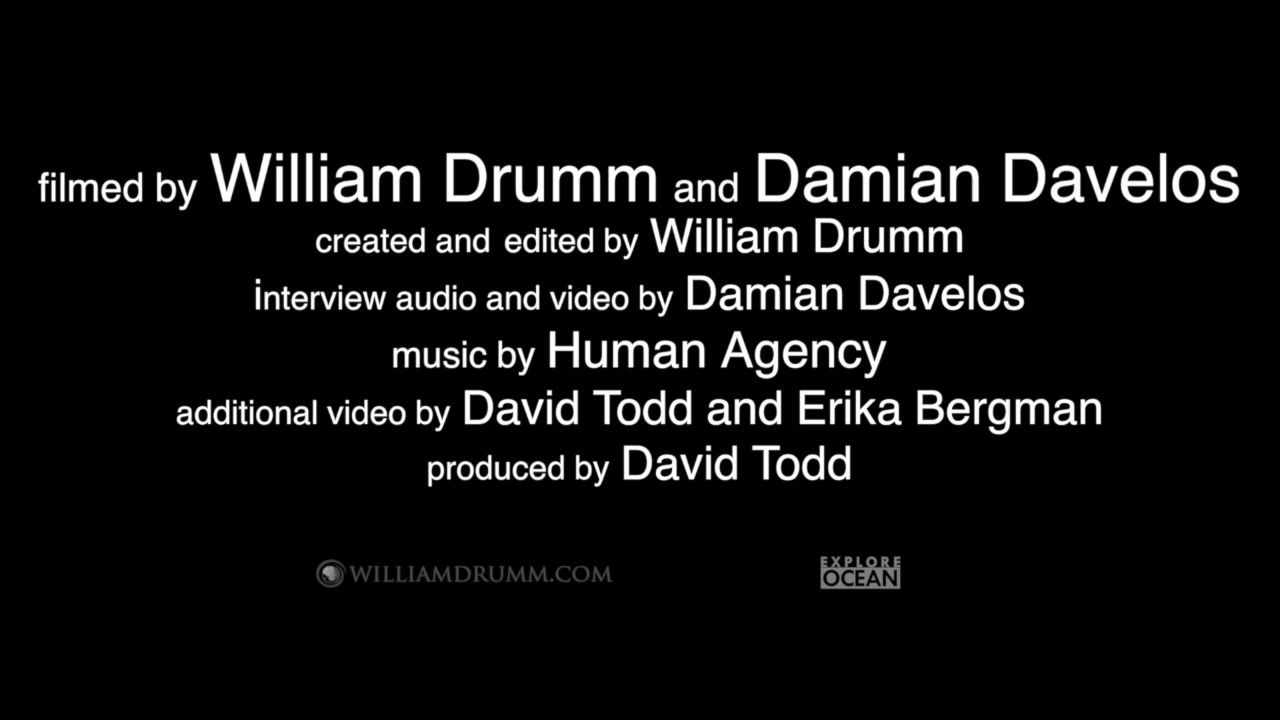 filmed by William Drumm and Damian Davelos
created and edited by William Drumm
interview audio and video by Damian Davelos
music by Human Agency
additional video by David Todd and Erika Bergman
produced by David Todd
WILLIAMDRUMM.COM
EXPLORE
OCEAN